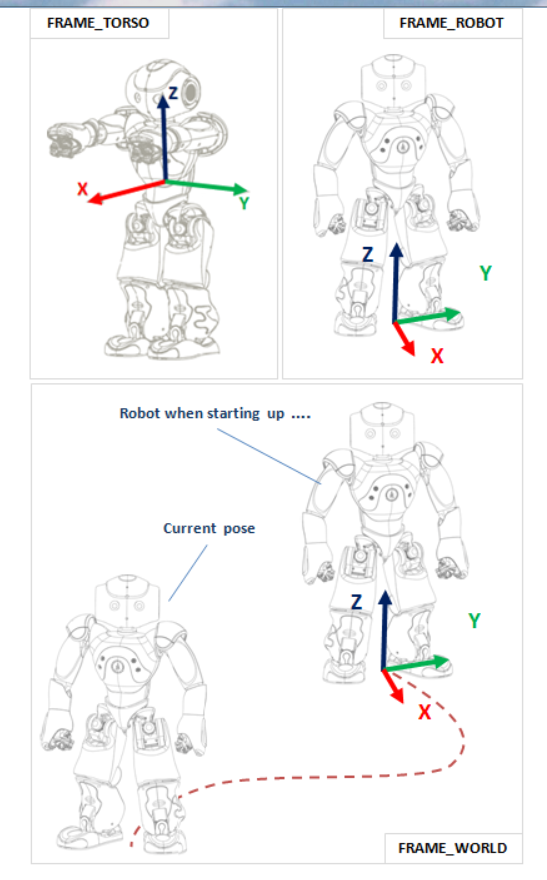 FRAME_TORSO
Z
X
Y
FRAME_ROBOT
Z
Y
X
Robot when starting up ....
Current pose
Z
Y
X
FRAME_WORLD